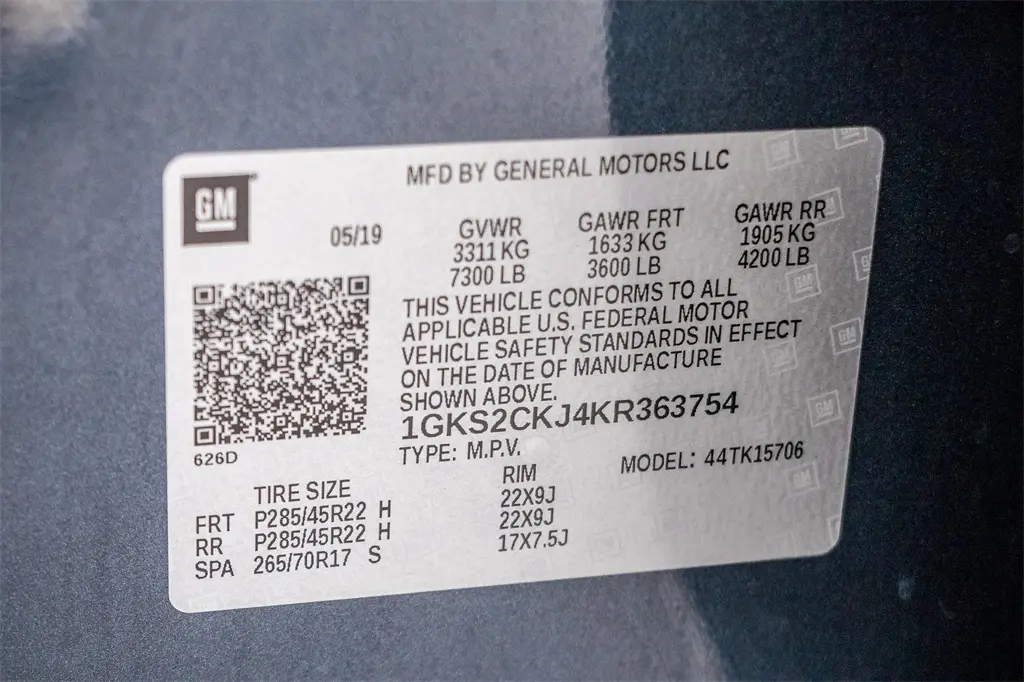 MFD BY GENERAL MOTORS LLC
GM
05/19
GVWR GAWR FRT GAWR RR
3311 KG 1633 KG 1905 KG
7300 LB 3600 LB 4200 LB
THIS VEHICLE CONFORMS TO ALL
APPLICABLE U.S. FEDERAL MOTOR
VEHICLE SAFETY STANDARDS IN EFFECT
ON THE DATE OF MANUFACTURE
SHOWN ABOVE.
1GKS2CKJ4KR363754
626D
TYPE: M.P.V. MODEL: 44TK15706
TIRE SIZE RIM
FRT P285/45R22 H 22X9J
RR P285/45R22 H 22X9J
SPA 265/70R17 S 17X7.5J